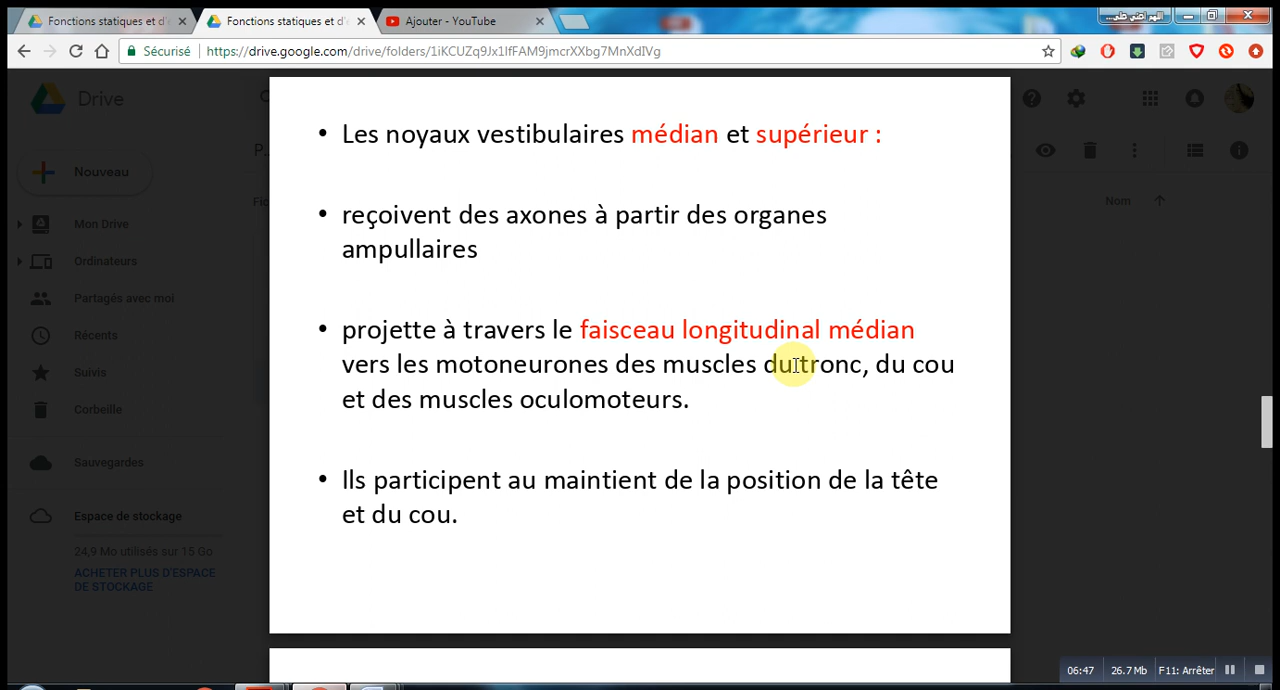 Fonctions statiques et d'
Fonctions statiques et d'
Ajouter - YouTube
Sécurisé
https://drive.google.com/drive/folders/1iKCUZq9Jx1lfFAM9jmcrXXbg7MnXdIVg
Drive
Nouveau
Mon Drive
Ordinateurs
Partagés avec moi
Récents
Suivis
Corbeille
Sauvegardes
Espace de stockage
24,9 Mo utilisés sur 15 Go
ACHETER PLUS D'ESPACE
DE STOCKAGE
Nom
• Les noyaux vestibulaires médian et supérieur :
• reçoivent des axones à partir des organes
ampullaires
• projette à travers le faisceau longitudinal médian
vers les motoneurones des muscles du tronc, du cou
et des muscles oculomoteurs.
• Ils participent au maintient de la position de la tête
et du cou.
06:47 26.7 Mb F11: Arrêter